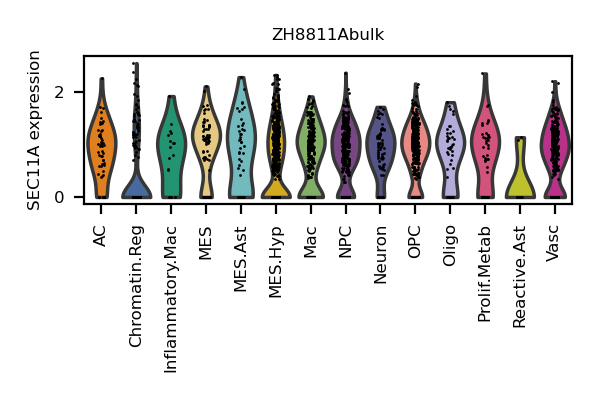 ZH8811Abulk
SEC11A expression
2
0
AC
Chromatin.Reg
Inflammatory.Mac
MES
MES.Ast
MES.Hyp
Mac
NPC
Neuron
OPC
Oligo
Prolif.Metab
Reactive.Ast
Vasc